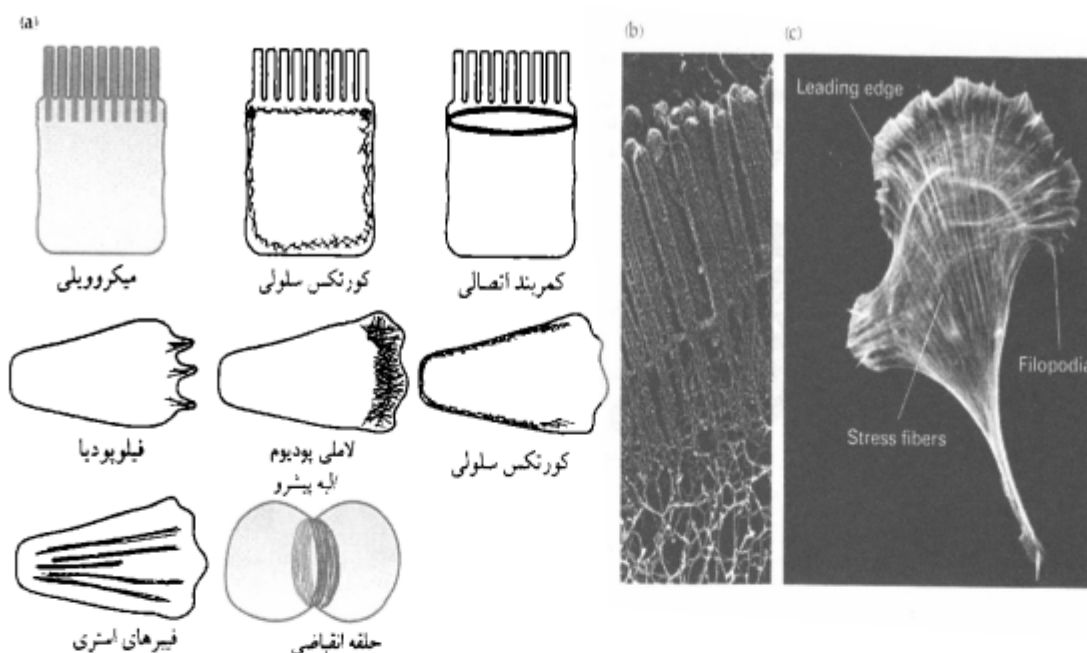 (a)
میکروویلی
کورتکس سلولی
کمربند اتصالی
فیلوپودیا
لاملی پودیوم
لبه پیشرو
کورتکس سلولی
فیبرهای استری
حلقه انقباضی
(b)
(c)
Leading edge
Filopodia
Stress fibers